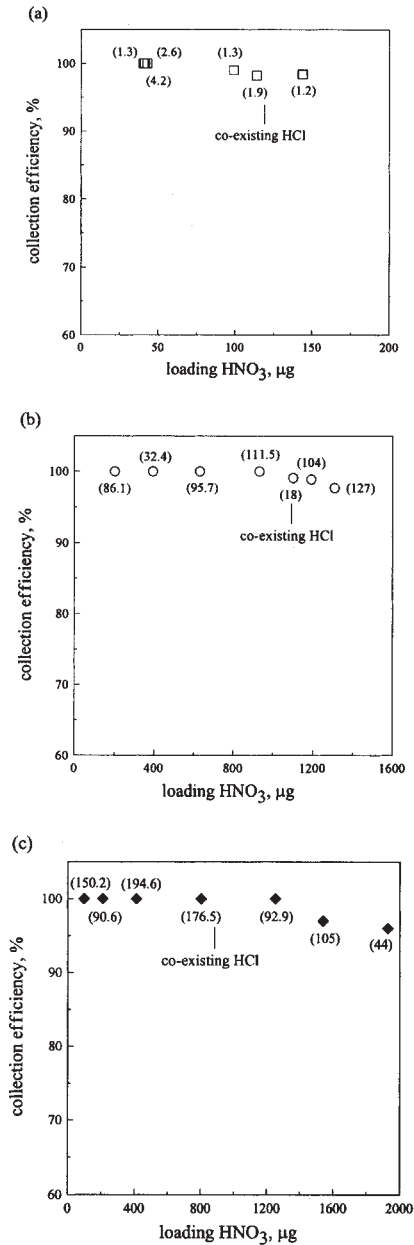 (a)
(1.3) (2.6) (1.3)
100
(4.2) (1.9) (1.2)
co-existing HCl
90
80
70
60
collection efficiency, %
0 50 100 150 200
loading HNO3, μg
(b)
(32.4) (111.5) (104)
100
(86.1) (95.7) (18) (127)
co-existing HCl
90
80
70
60
collection efficiency, %
0 400 800 1200 1600
loading HNO3, μg
(c)
(150.2) (194.6)
100
(90.6) (176.5) (92.9) (105) (44)
co-existing HCl
90
80
70
60
collection efficiency, %
0 400 800 1200 1600 2000
loading HNO3, μg